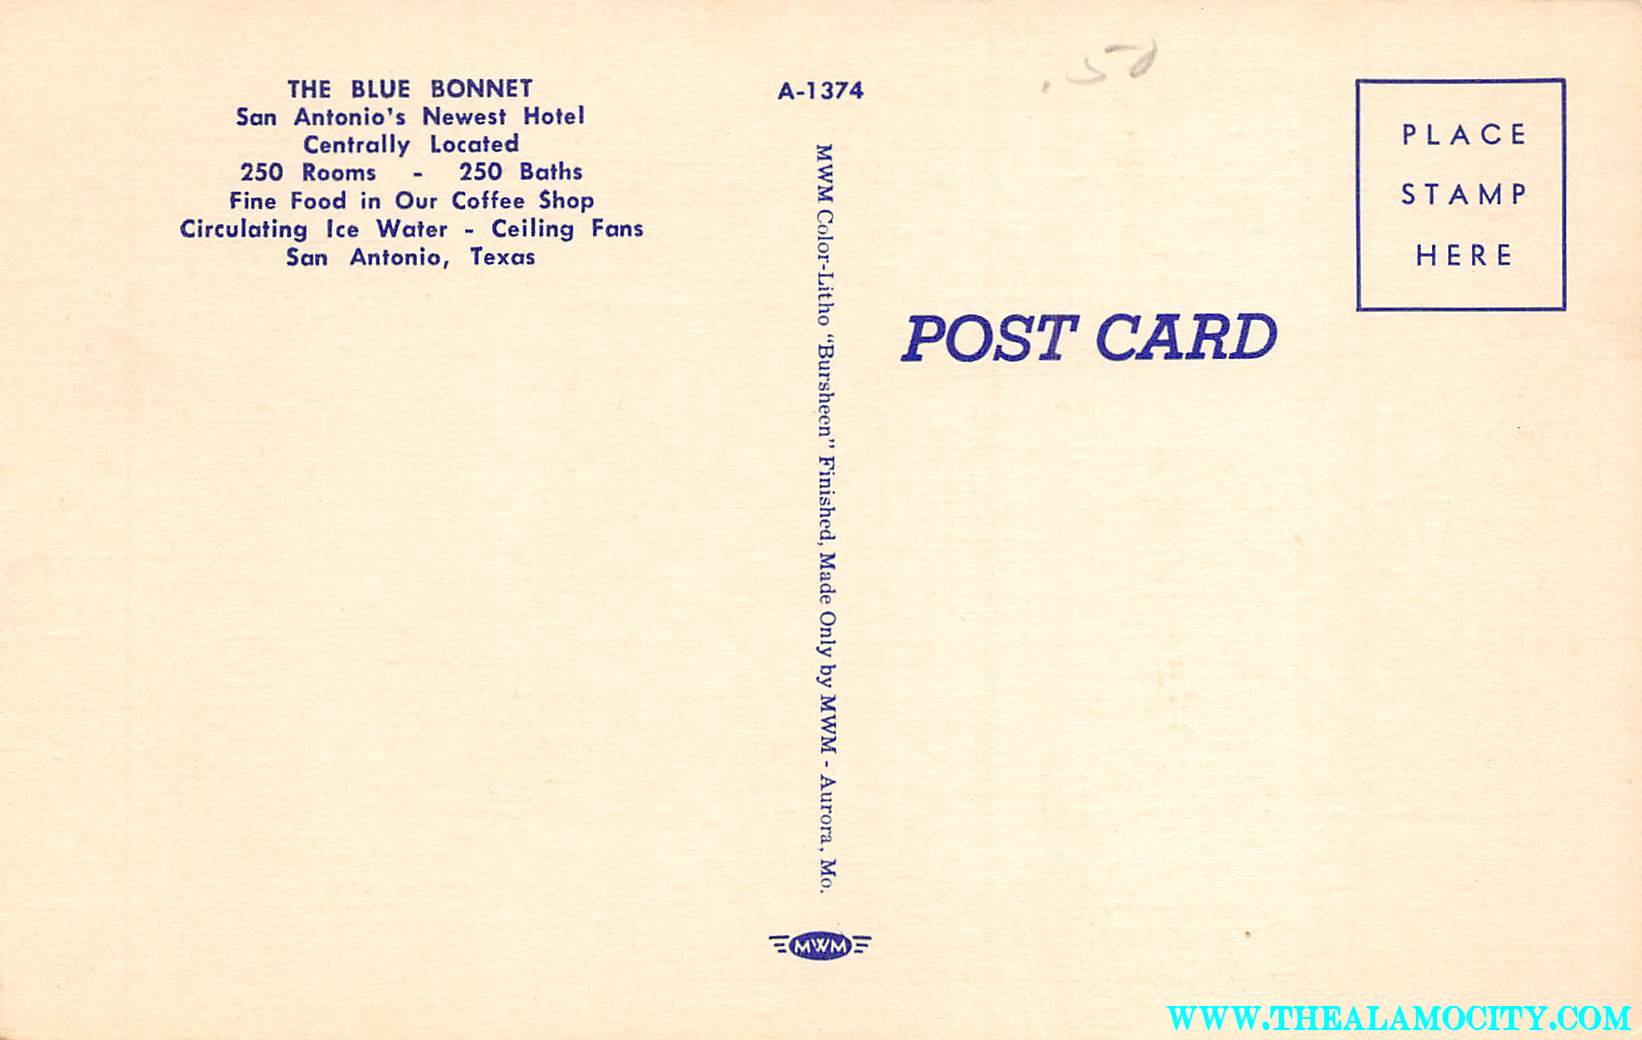 THE BLUE BONNET
San Antonio's Newest Hotel
Centrally Located
250 Rooms - 250 Baths
Fine Food in Our Coffee Shop
Circulating Ice Water - Ceiling Fans
San Antonio, Texas
A-1374
MWM Color-Litho "Bursheen" Finished, Made Only by MWM - Aurora, Mo.
MWM
.50
POST CARD
PLACE
STAMP
HERE
WWW.THEALAMOCITY.COM